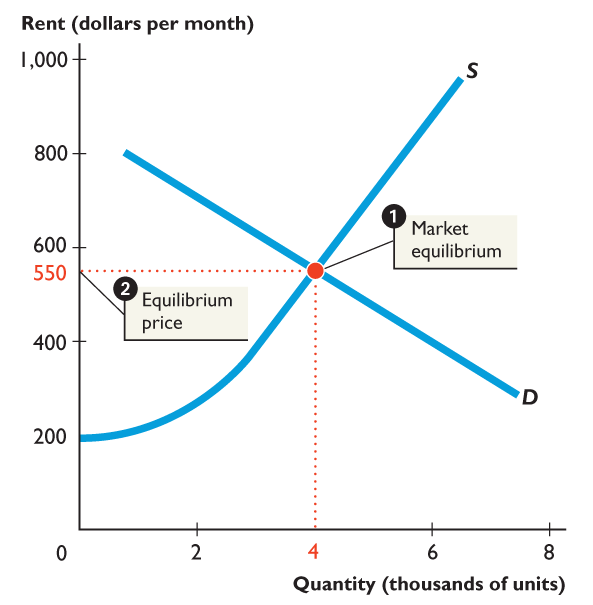 Rent (dollars per month)
1,000
S
800
1 Market
equilibrium
600
550
2 Equilibrium
price
400
D
200
0 2 4 6 8
Quantity (thousands of units)